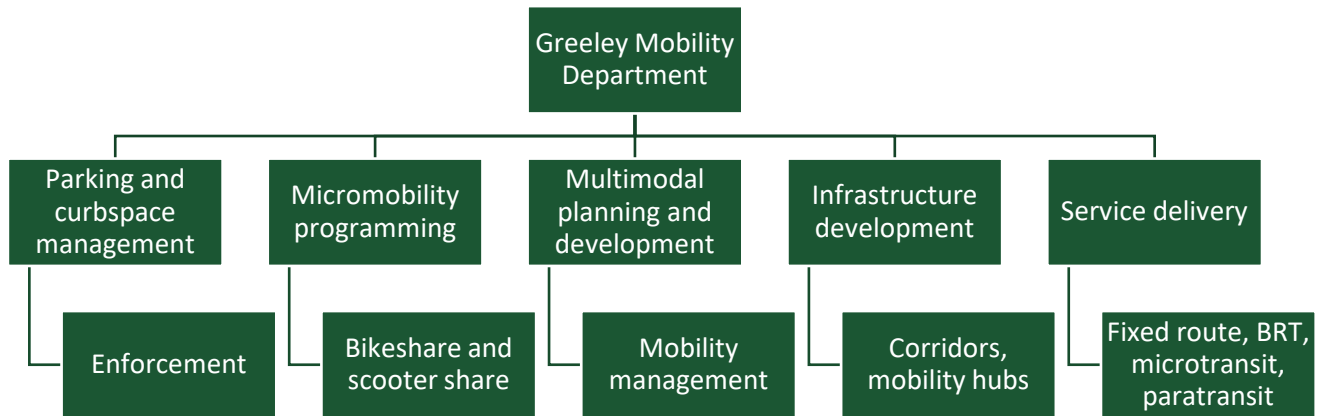 Greeley Mobility
Department
Parking and
curbspace
management
Micromobility
programming
Multimodal
planning and
development
Infrastructure
development
Service delivery
Enforcement
Bikeshare and
scooter share
Mobility
management
Corridors,
mobility hubs
Fixed route, BRT,
microtransit,
paratransit